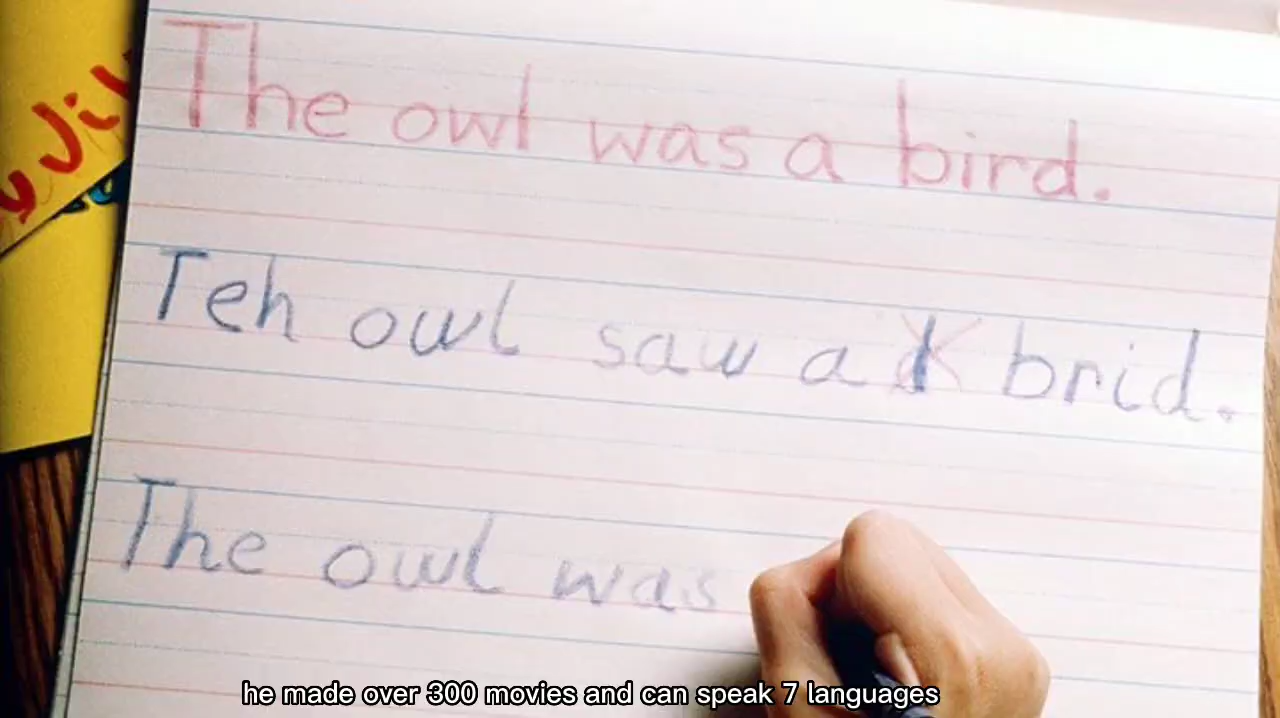 The owl was a bird.
Teh owl saw a brid.
The owl was
he made over 300 movies and can speak 7 languages